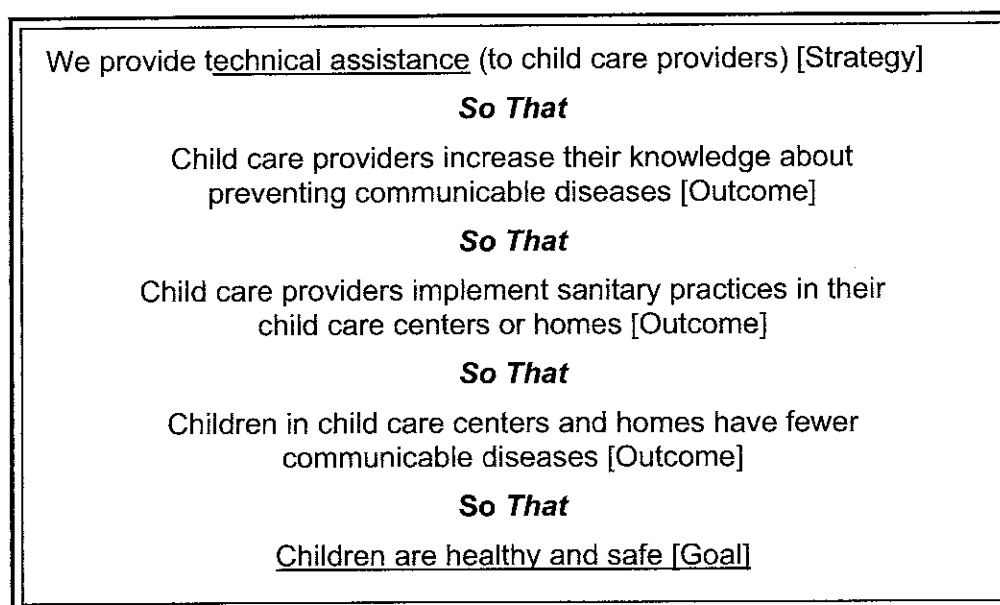 We provide technical assistance (to child care providers) [Strategy]
So That
Child care providers increase their knowledge about
preventing communicable diseases [Outcome]
So That
Child care providers implement sanitary practices in their
child care centers or homes [Outcome]
So That
Children in child care centers and homes have fewer
communicable diseases [Outcome]
So That
Children are healthy and safe [Goal]